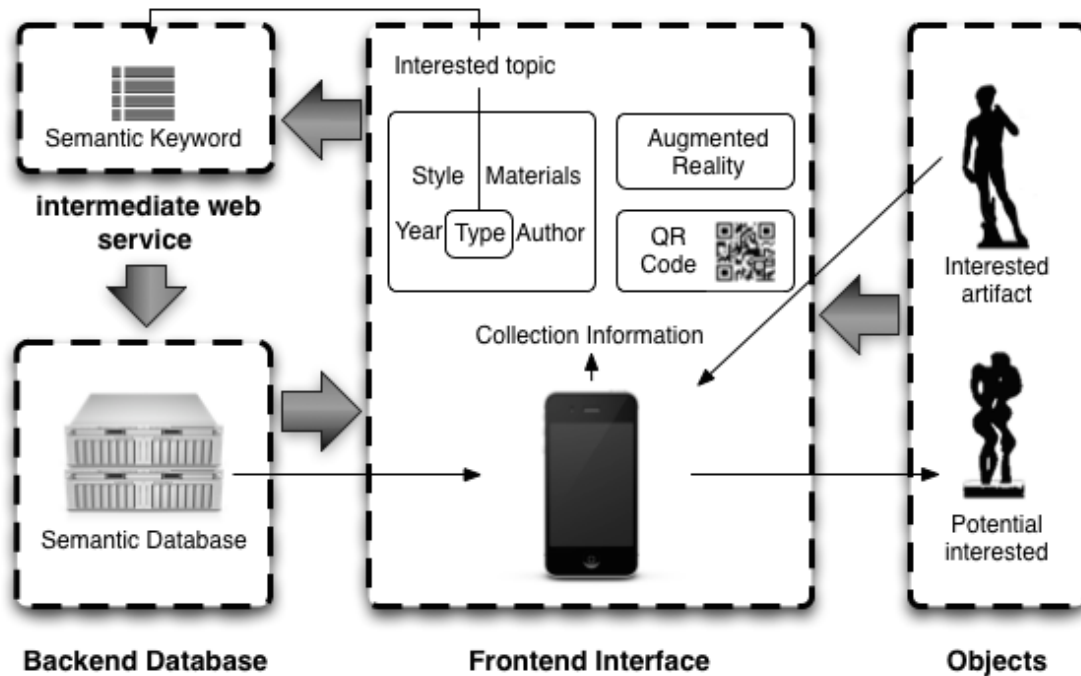 Semantic Keyword
intermediate web
service
Semantic Database
Backend Database
Interested topic
Style
Materials
Year
Type
Author
Augmented
Reality
QR
Code
Collection Information
Frontend Interface
Interested
artifact
Potential
interested
Objects